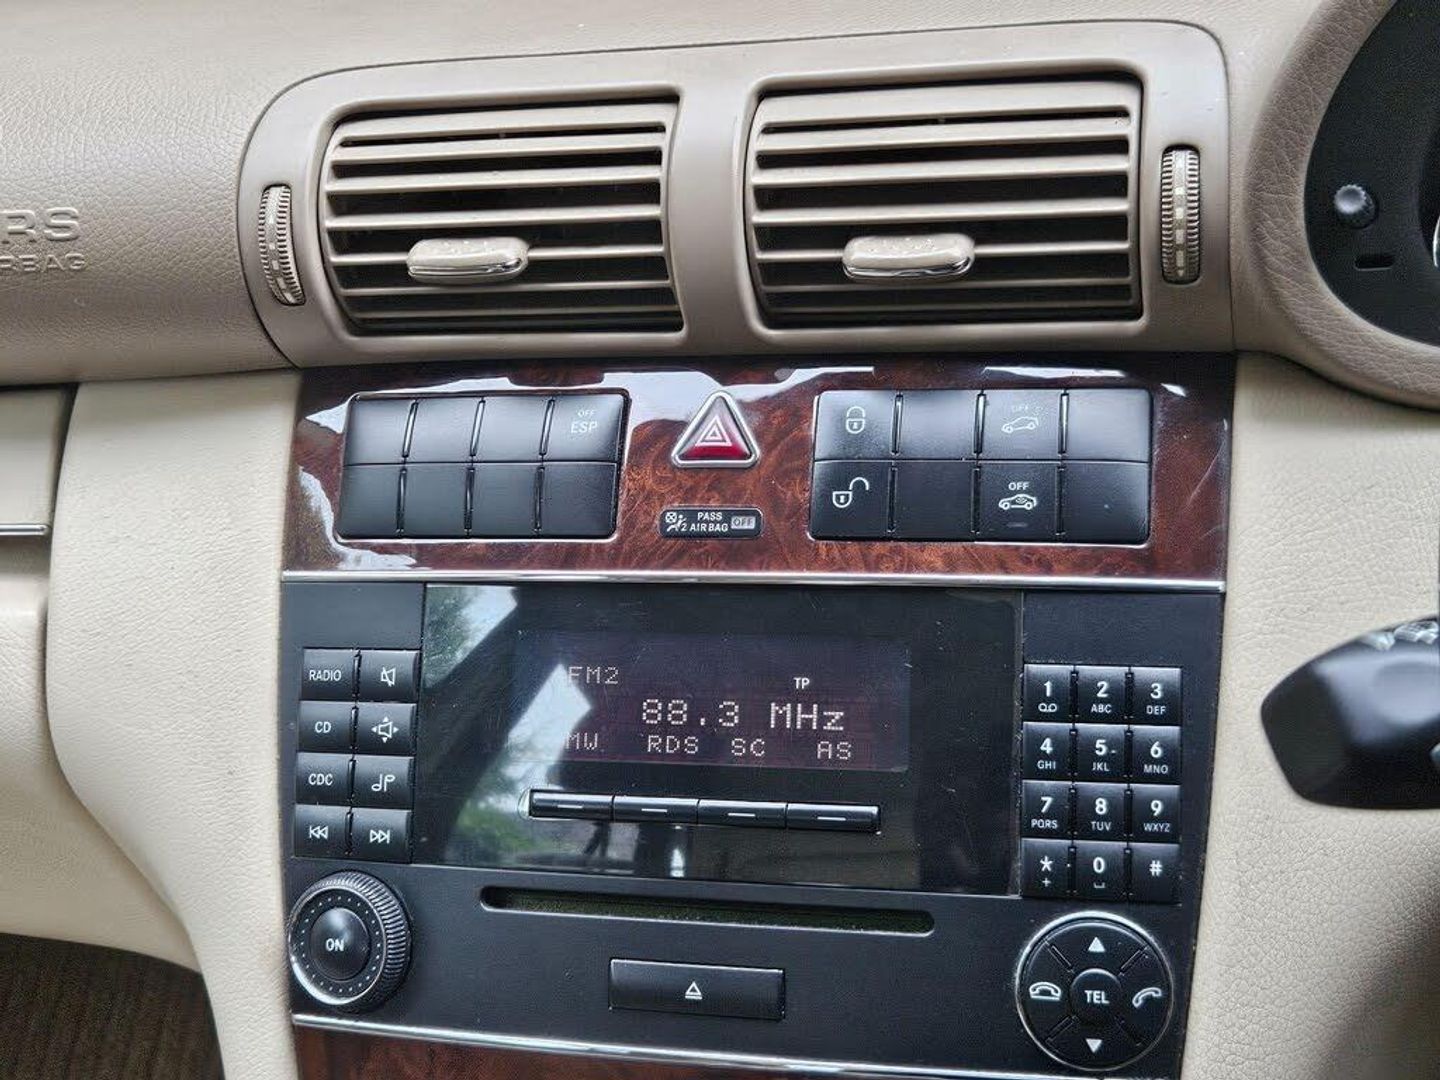 RS
RBAG
OFF
ESP
OFF
OFF
PASS
2 AIRBAG OFF
RADIO
CD
CDC
ON
FM2
TP
88.3 MHz
MW RDS SC AS
1
2 ABC
3 DEF
4 GHI
5 JKL
6 MNO
7 PQRS
8 TUV
9 WXYZ
*
+
0
#
TEL